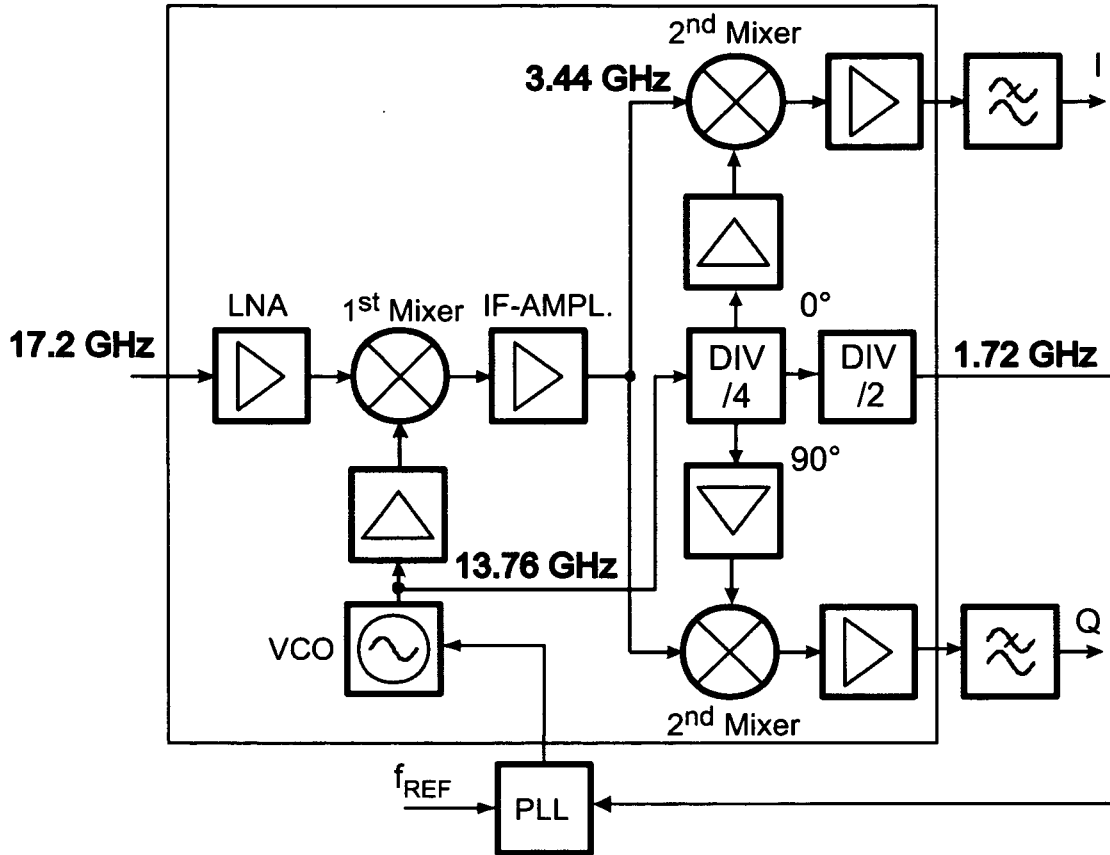 2nd Mixer
3.44 GHz
I
LNA
1st Mixer
IF-AMPL.
0°
17.2 GHz
DIV
/4
DIV
/2
1.72 GHz
90°
13.76 GHz
VCO
Q
2nd Mixer
fREF
PLL